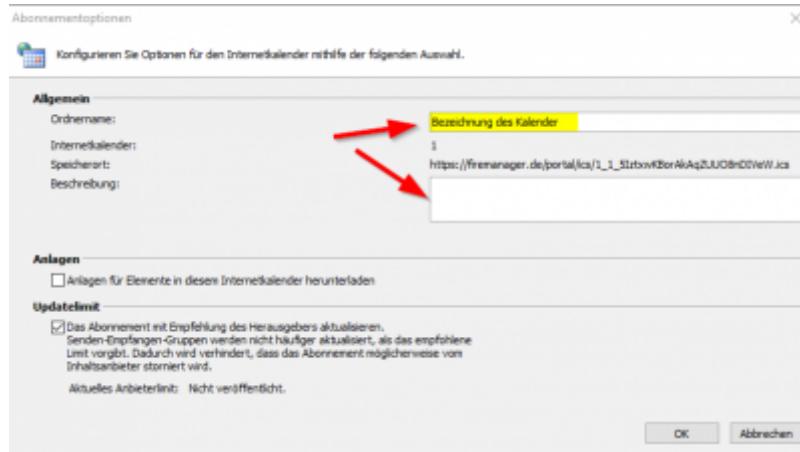 Abonnementoptionen
Konfigurieren Sie Optionen für den Internetkalender mithilfe der folgenden Auswahl.
Allgemein
Ordnername:
Bezeichnung des Kalender
Internetkalender:
1
Speicherort:
Beschreibung:
Anlagen
Anlagen für Elemente in diesem Internetkalender herunterladen
Updatelimit
Das Abonnement mit Empfehlung des Herausgebers aktualisieren.
Senden-Empfangen-Gruppen werden nicht häufiger aktualisiert, als das empfohlene
Limit vorgibt. Dadurch wird verhindert, dass das Abonnement möglicherweise vom
Inhaltsanbieter storniert wird.
Aktuelles Anbieterlimit: Nicht veröffentlicht.
OK
Abbrechen